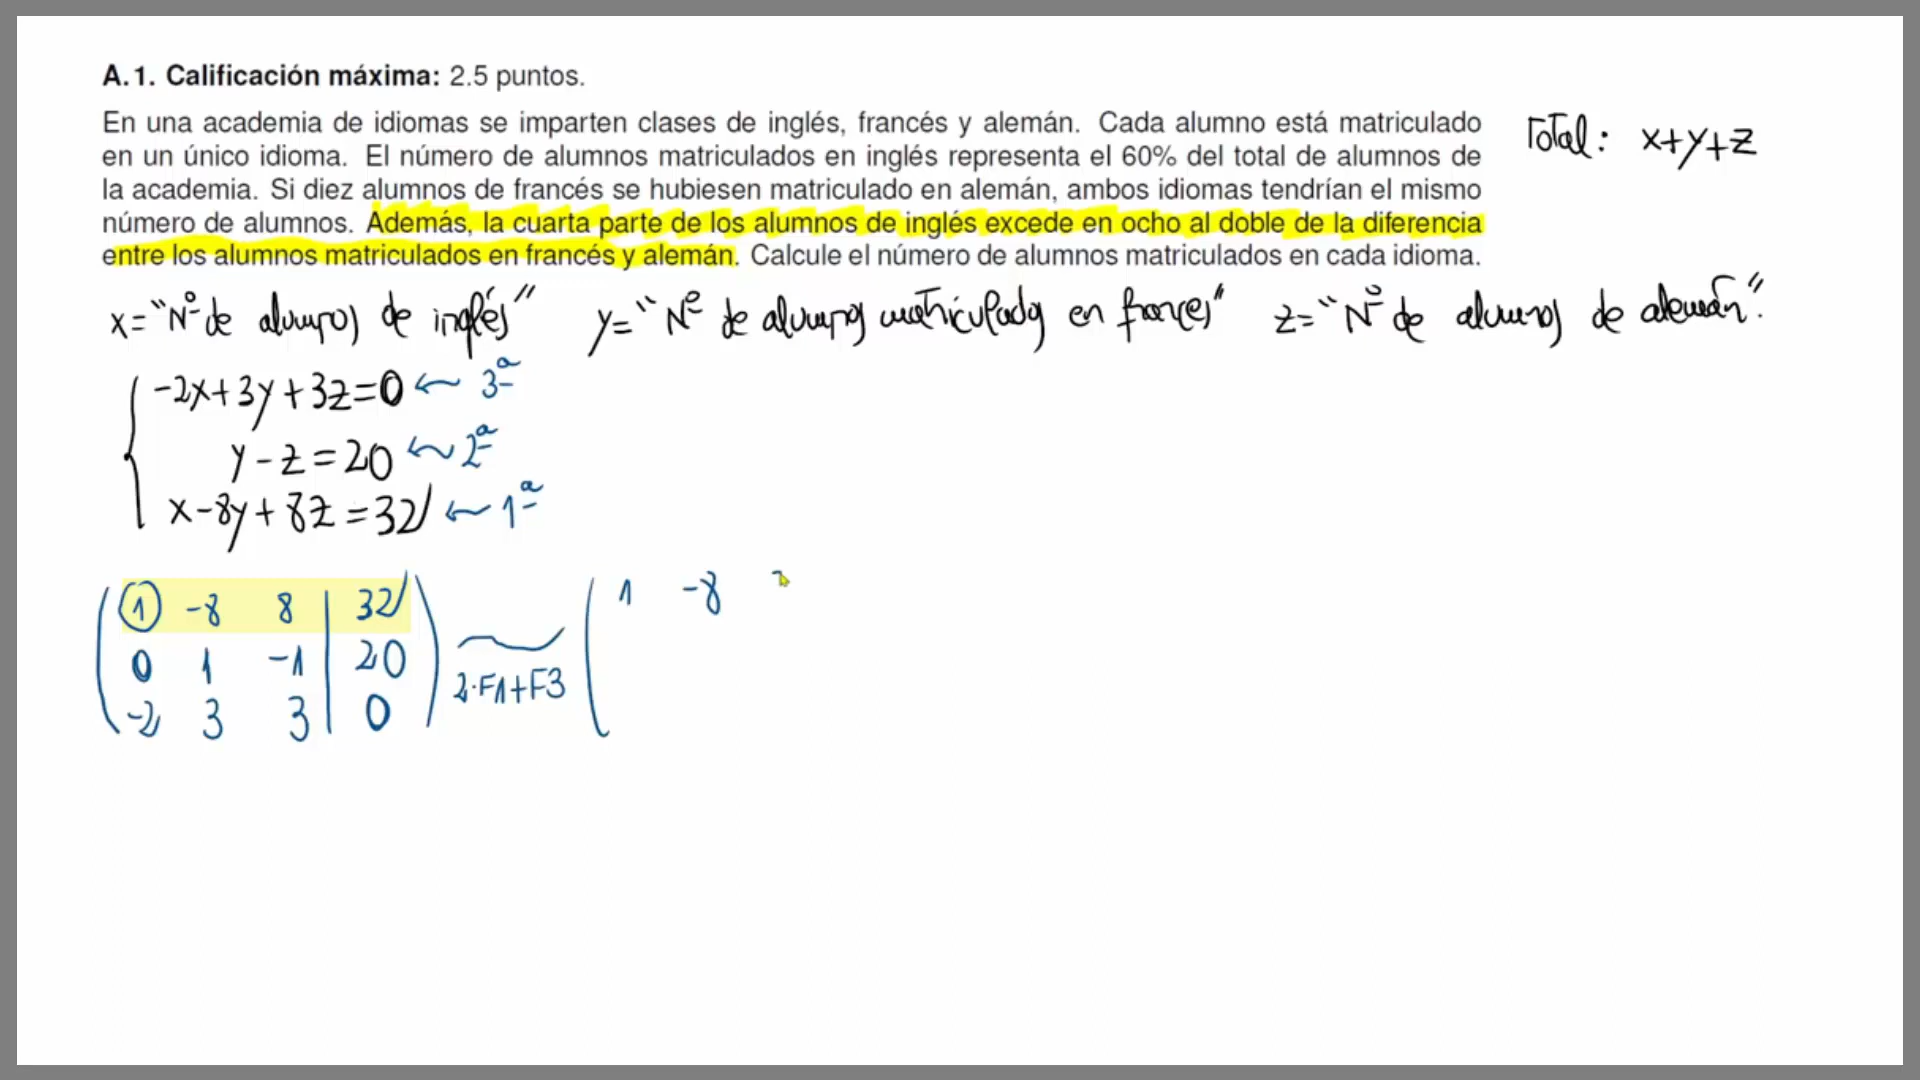 A.1. Calificación máxima: 2.5 puntos.
En una academia de idiomas se imparten clases de inglés, francés y alemán. Cada alumno está matriculado
en un único idioma. El número de alumnos matriculados en inglés representa el 60% del total de alumnos de
la academia. Si diez alumnos de francés se hubiesen matriculado en alemán, ambos idiomas tendrían el mismo
número de alumnos. Además, la cuarta parte de los alumnos de inglés excede en ocho al doble de la diferencia
entre los alumnos matriculados en francés y alemán. Calcule el número de alumnos matriculados en cada idioma.
Total: x+y+z
x="Nº de alumnos de inglés" y="Nº de alumnos matriculados en francés" z="Nº de alumnos de alemán".
-2x+3y+3z=0 ← 3ª
y-z=20 ← 2ª
x-8y+8z=32 ← 1ª
1 -8 8 | 32 1 -8
0 1 -1 | 20
2·F1+F3
-2 3 3 | 0